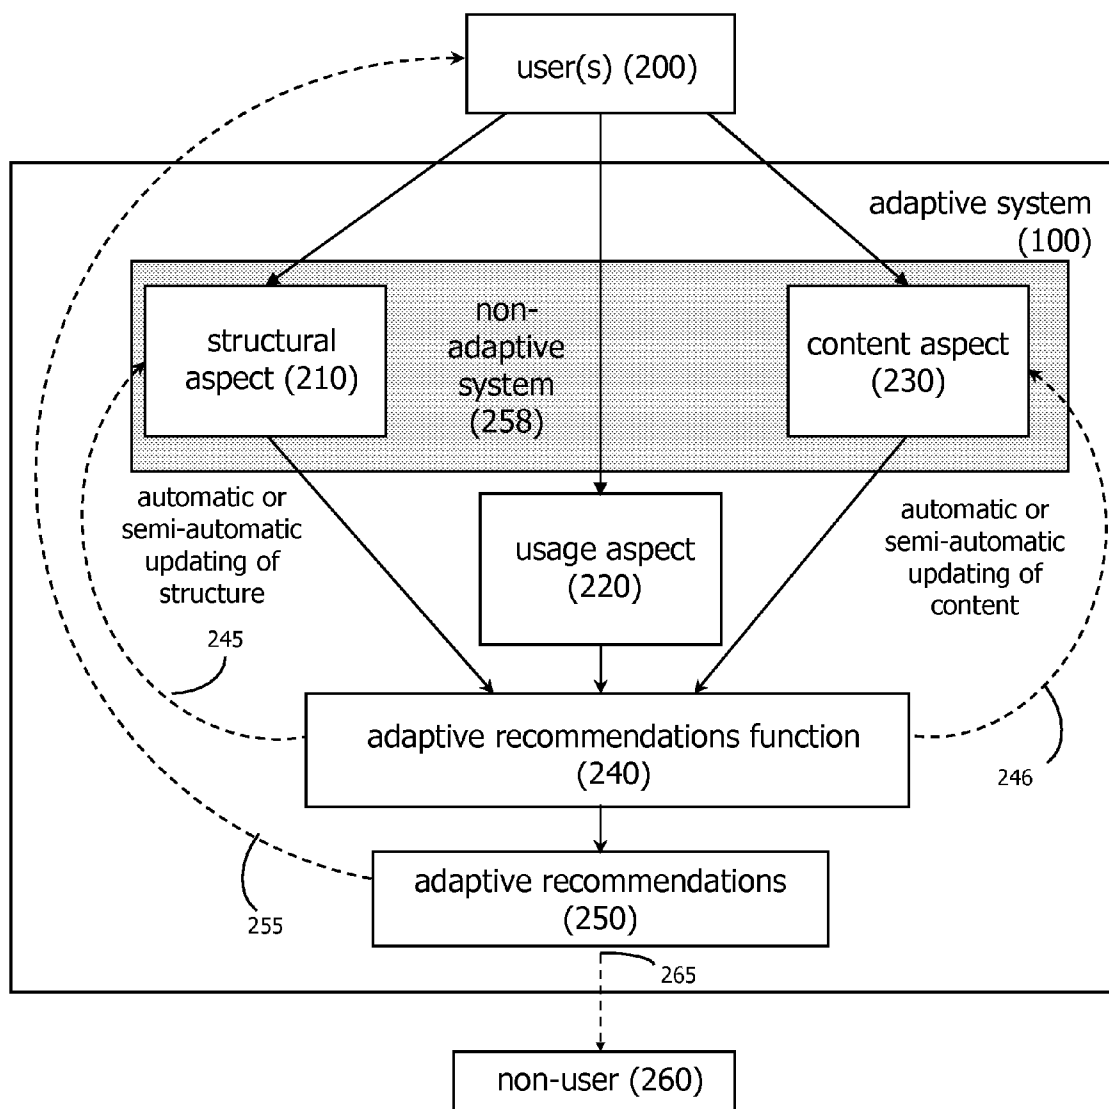 user(s) (200)
adaptive system
(100)
non-
adaptive
system
(258)
structural
aspect (210)
content aspect
(230)
automatic or
semi-automatic
updating of
structure
usage aspect
(220)
automatic or
semi-automatic
updating of
content
245
adaptive recommendations function
(240)
246
adaptive recommendations
(250)
255
265
non-user (260)